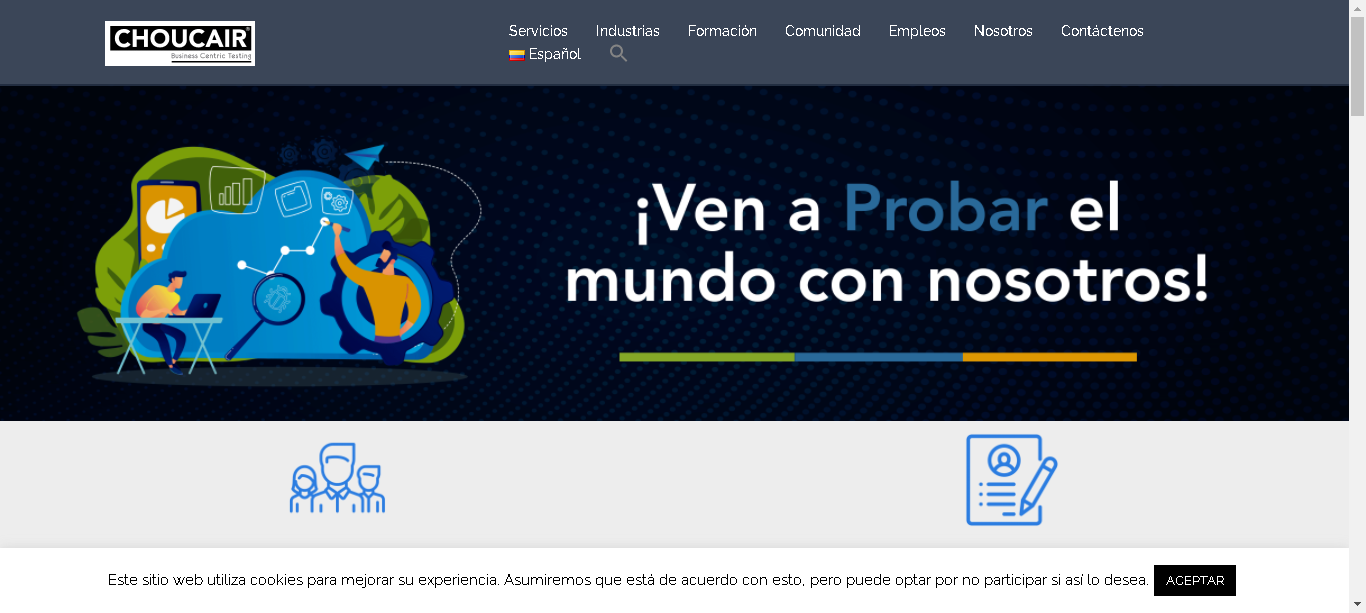 CHOUCAIR
Business Centric Testing
Servicios Industrias Formación Comunidad Empleos Nosotros Contáctenos
Español
¡Ven a Probar el
mundo con nosotros!
Este sitio web utiliza cookies para mejorar su experiencia. Asumiremos que está de acuerdo con esto, pero puede optar por no participar si así lo desea. ACEPTAR